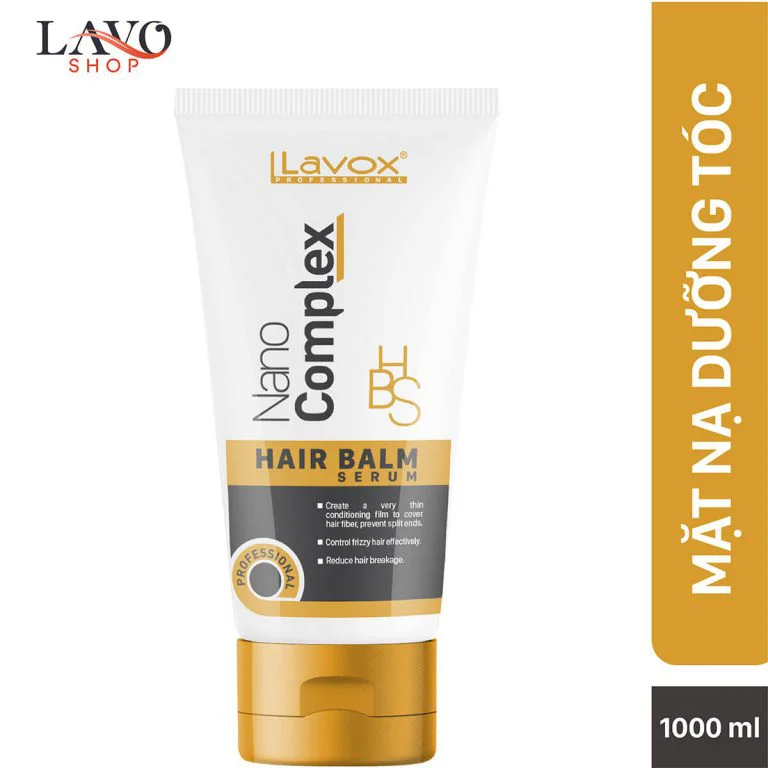 LAVO
SHOP
Lavox®
PROFESSIONAL
Nano
Complex
HBS
HAIR BALM
SERUM
Create a very thin
conditioning film to cover
hair fiber, prevent split ends.
Control frizzy hair effectively.
Reduce hair breakage.
PROFESSIONAL
MẶT NẠ DƯỠNG TÓC
1000 ml